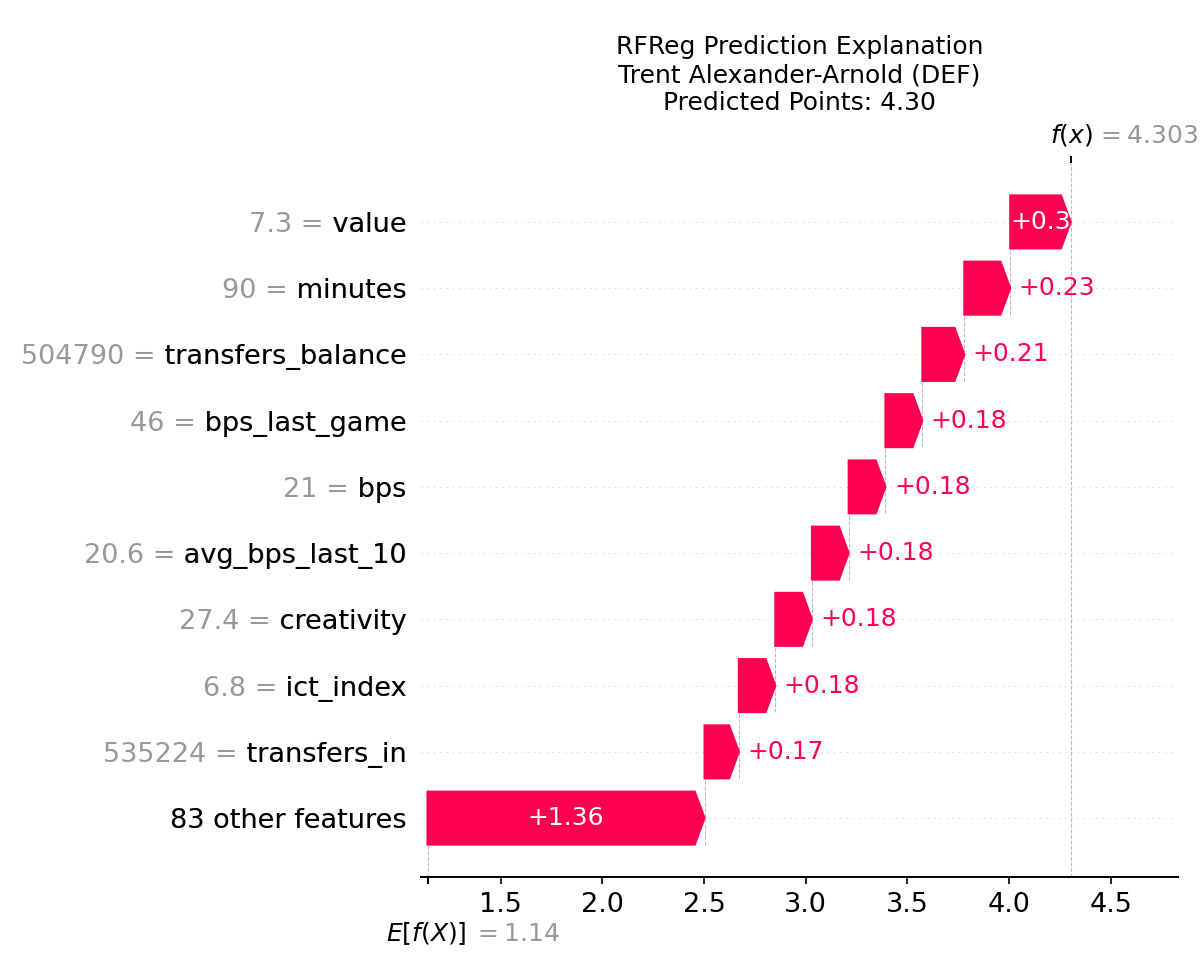 RFReg Prediction Explanation
Trent Alexander-Arnold (DEF)
Predicted Points: 4.30
f(x) = 4.303
7.3 = value
+0.3
90 = minutes
+0.23
504790 = transfers_balance
+0.21
46 = bps_last_game
+0.18
21 = bps
+0.18
20.6 = avg_bps_last_10
+0.18
27.4 = creativity
+0.18
6.8 = ict_index
+0.18
535224 = transfers_in
+0.17
83 other features
+1.36
1.5 2.0 2.5 3.0 3.5 4.0 4.5
E[f(X)] = 1.14